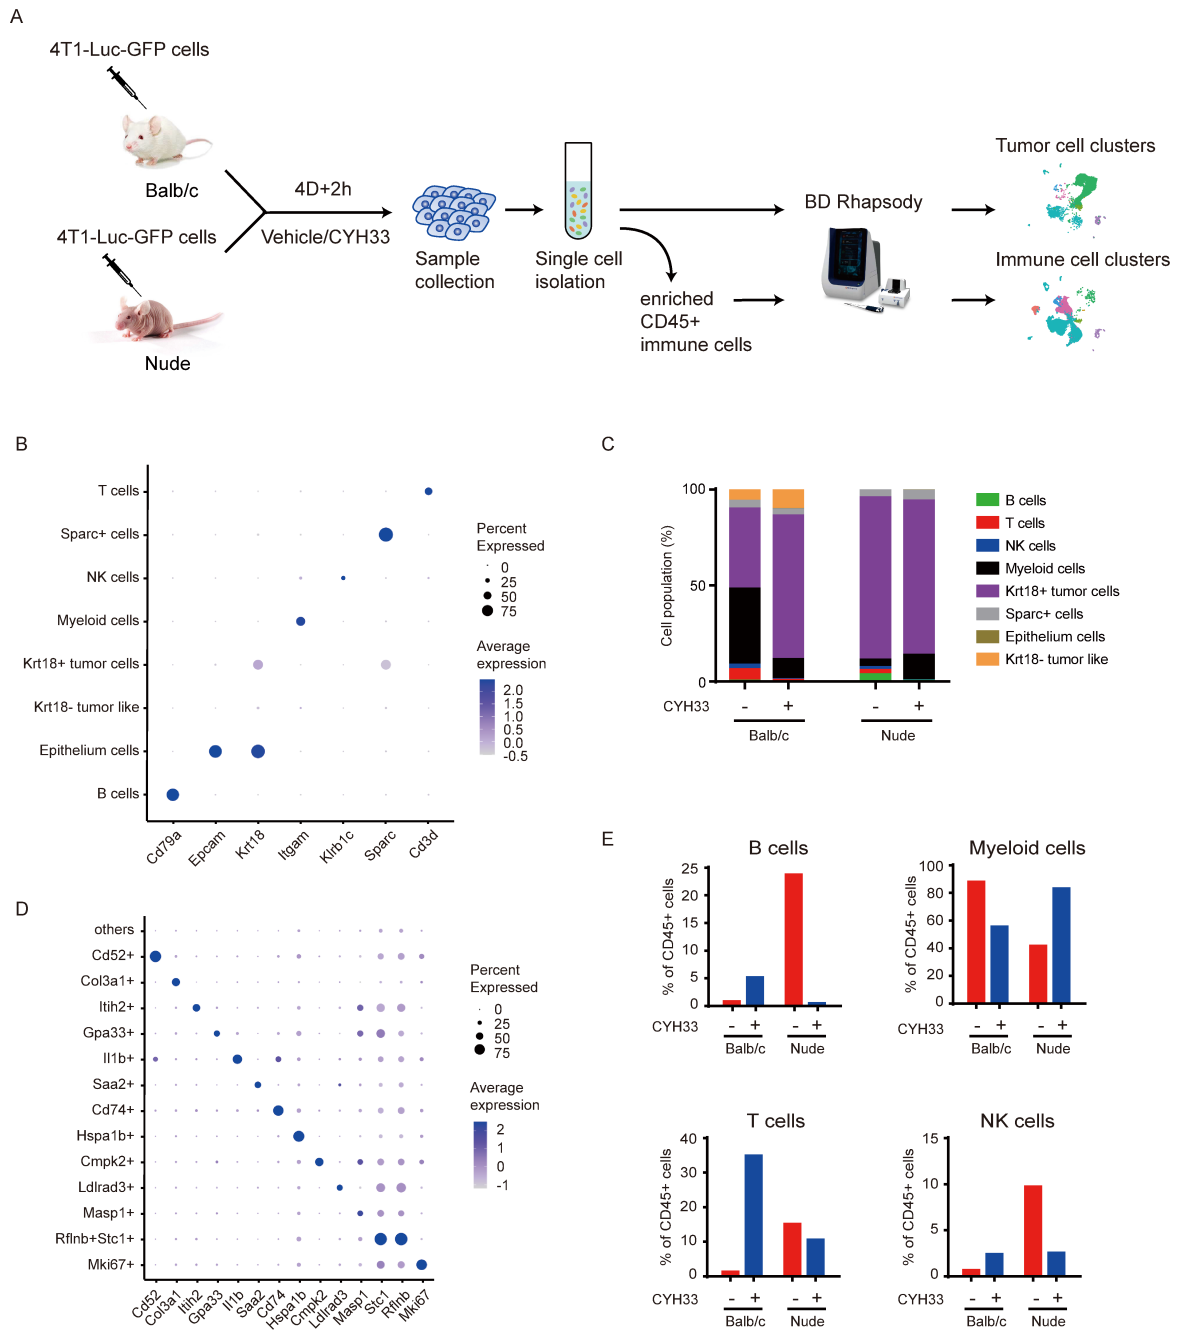 A
4T1-Luc-GFP cells
Balb/c
4T1-Luc-GFP cells
Nude
4D+2h
Vehicle/CYH33
Sample
collection
Single cell
isolation
enriched
CD45+
immune cells
BD Rhapsody
Tumor cell clusters
Immune cell clusters
B
T cells
Sparc+ cells
NK cells
Myeloid cells
Krt18+ tumor cells
Krt18- tumor like
Epithelium cells
B cells
Cd79a
Epcam
Krt18
Itgam
Klrb1c
Sparc
Cd3d
Percent
Expressed
0
25
50
75
Average
expression
2.0
1.5
1.0
0.5
0.0
-0.5
C
Cell population (%)
100
50
0
CYH33
- + - +
Balb/c
Nude
B cells
T cells
NK cells
Myeloid cells
Krt18+ tumor cells
Sparc+ cells
Epithelium cells
Krt18- tumor like
D
others
Cd52+
Col3a1+
Itih2+
Gpa33+
Il1b+
Saa2+
Cd74+
Hspa1b+
Cmpk2+
Ldlrad3+
Masp1+
Rflnb+Stc1+
Mki67+
Cd52
Col3a1
Itih2
Gpa33
Il1b
Saa2
Cd74
Hspa1b
Cmpk2
Ldlrad3
Masp1
Stc1
Rflnb
Mki67
Percent
Expressed
0
25
50
75
Average
expression
2
1
0
-1
E
B cells
% of CD45+ cells
25
20
15
10
5
0
CYH33
- + - +
Balb/c
Nude
Myeloid cells
% of CD45+ cells
100
80
60
40
20
0
CYH33
- + - +
Balb/c
Nude
T cells
% of CD45+ cells
40
30
20
10
0
CYH33
- + - +
Balb/c
Nude
NK cells
% of CD45+ cells
15
10
5
0
CYH33
- + - +
Balb/c
Nude